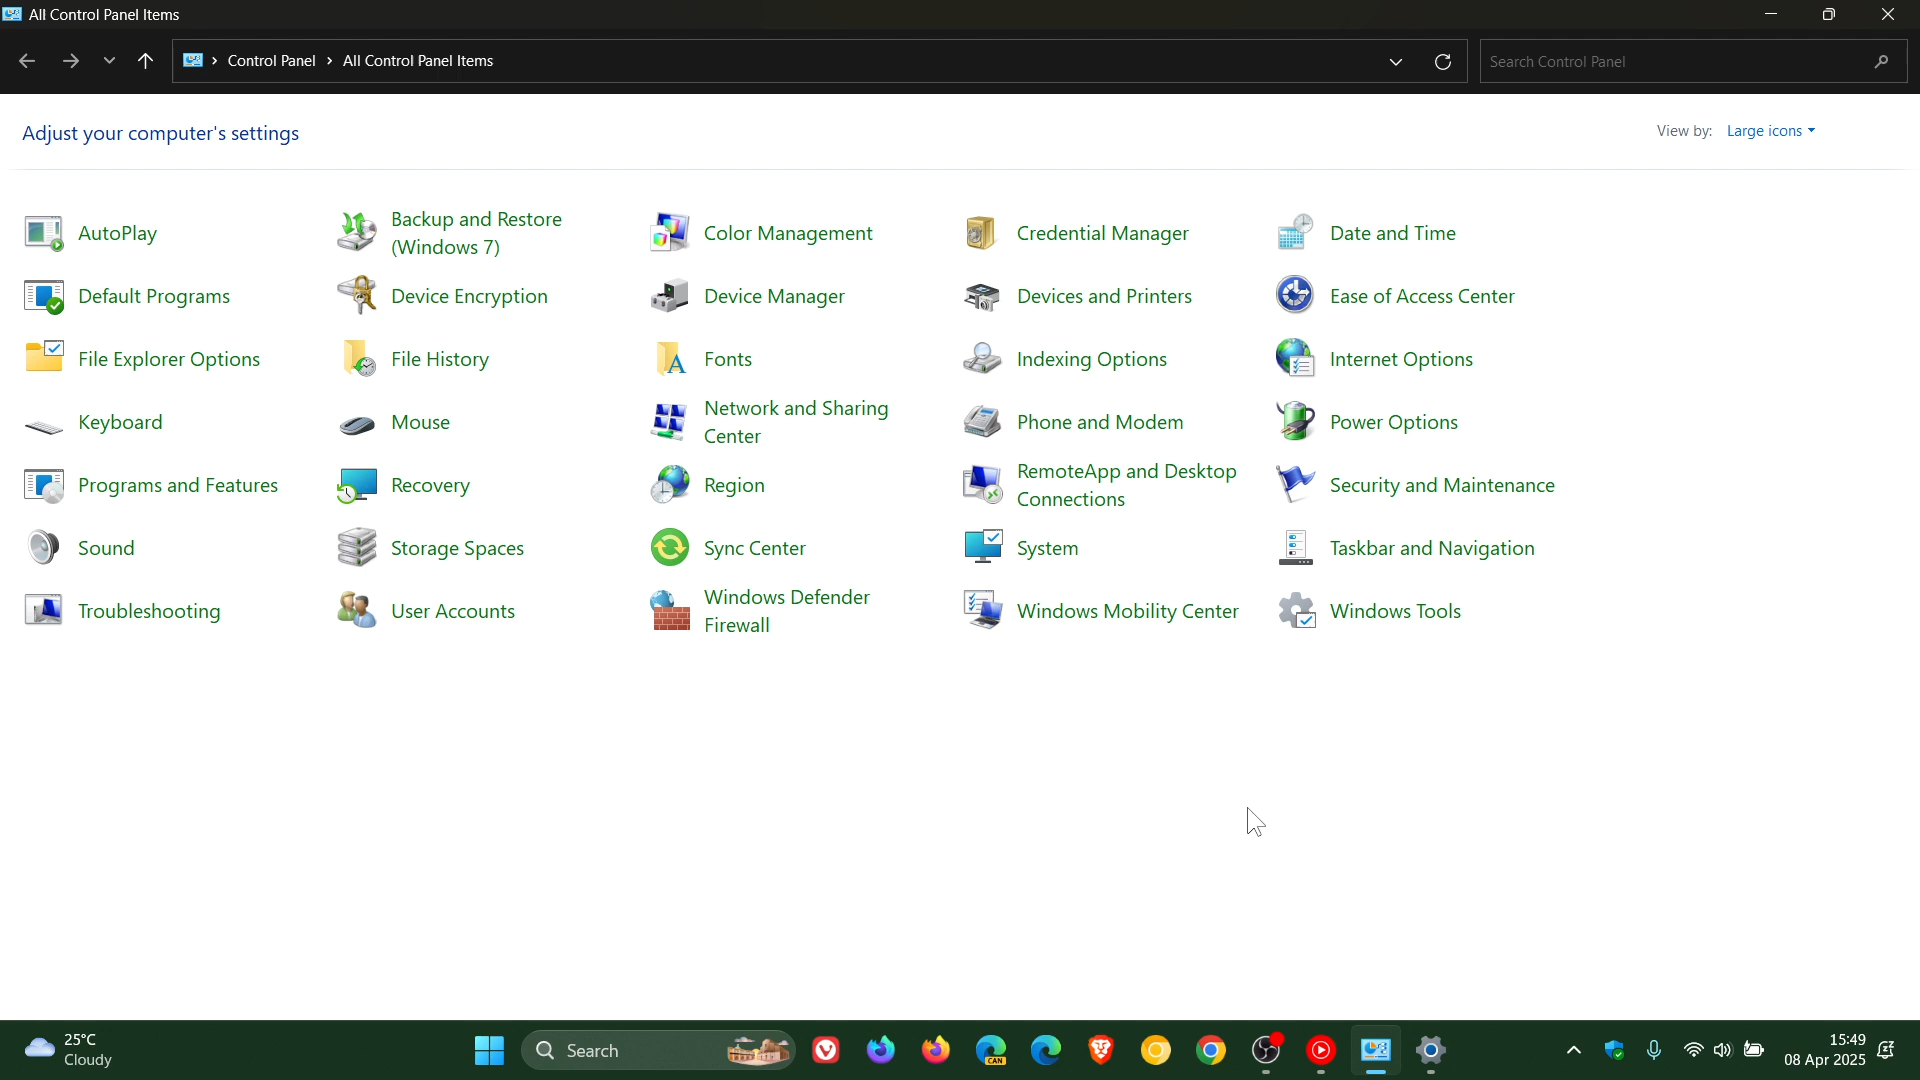 All Control Panel Items
Control Panel > All Control Panel Items
Search Control Panel
Adjust your computer's settings
View by: Large icons
AutoPlay
Backup and Restore
(Windows 7)
Color Management
Credential Manager
Date and Time
Default Programs
Device Encryption
Device Manager
Devices and Printers
Ease of Access Center
File Explorer Options
File History
Fonts
Indexing Options
Internet Options
Keyboard
Mouse
Network and Sharing
Center
Phone and Modem
Power Options
Programs and Features
Recovery
Region
RemoteApp and Desktop
Connections
Security and Maintenance
Sound
Storage Spaces
Sync Center
System
Taskbar and Navigation
Troubleshooting
User Accounts
Windows Defender
Firewall
Windows Mobility Center
Windows Tools
25°C
Cloudy
Search
CAN
15:49
08 Apr 2025